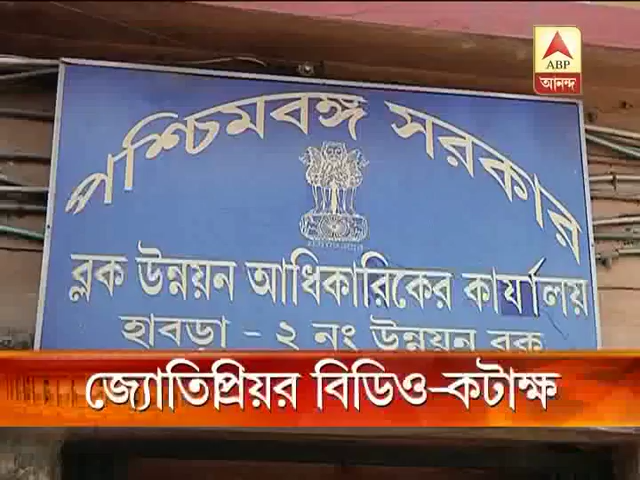 ABP
আনন্দ
পশ্চিমবঙ্গ সরকার
ব্লক উন্নয়ন আধিকারিকের কার্যালয়
হাবড়া - ২ নং উন্নয়ন ব্লক
জ্যোতিপ্রিয়র বিডিও-কটাক্ষ